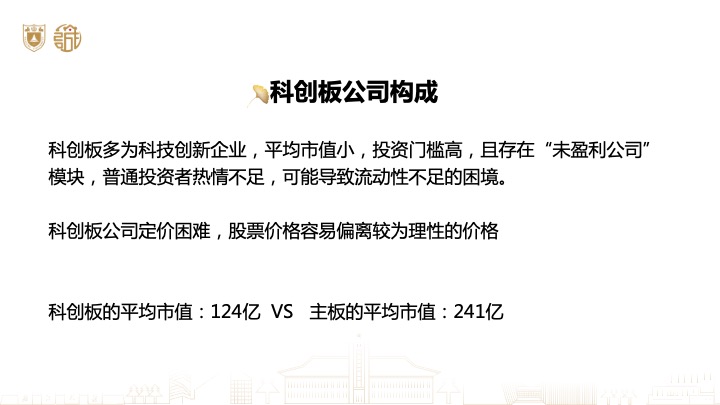 科创板公司构成
科创板多为科技创新企业，平均市值小，投资门槛高，且存在“未盈利公司”
模块，普通投资者热情不足，可能导致流动性不足的困境。
科创板公司定价困难，股票价格容易偏离较为理性的价格
科创板的平均市值：124亿 VS 主板的平均市值：241亿